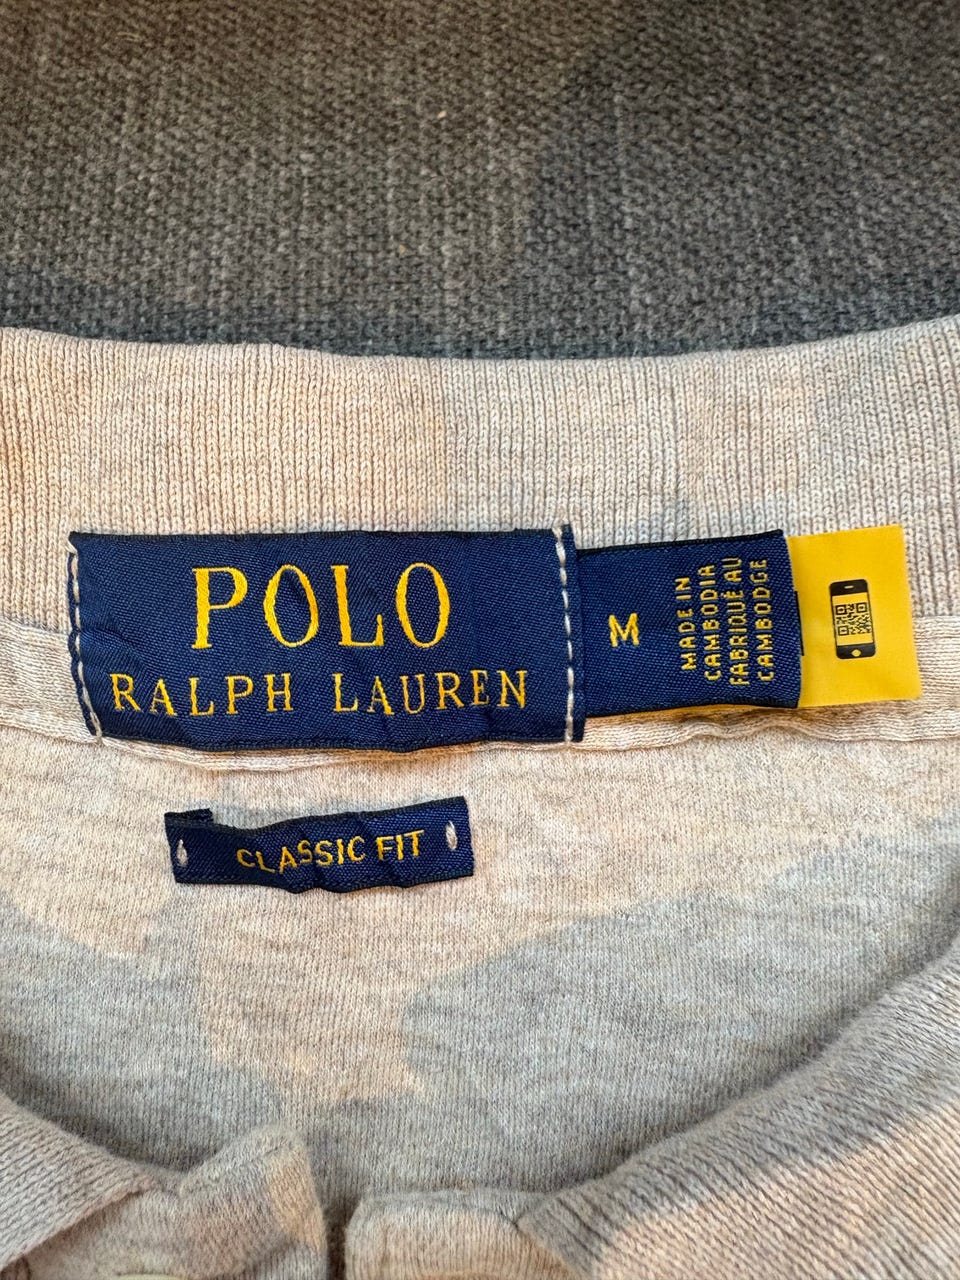 POLO
RALPH LAUREN
M
MADE IN
CAMBODIA
FABRIQUÉ AU
CAMBODGE
CLASSIC FIT